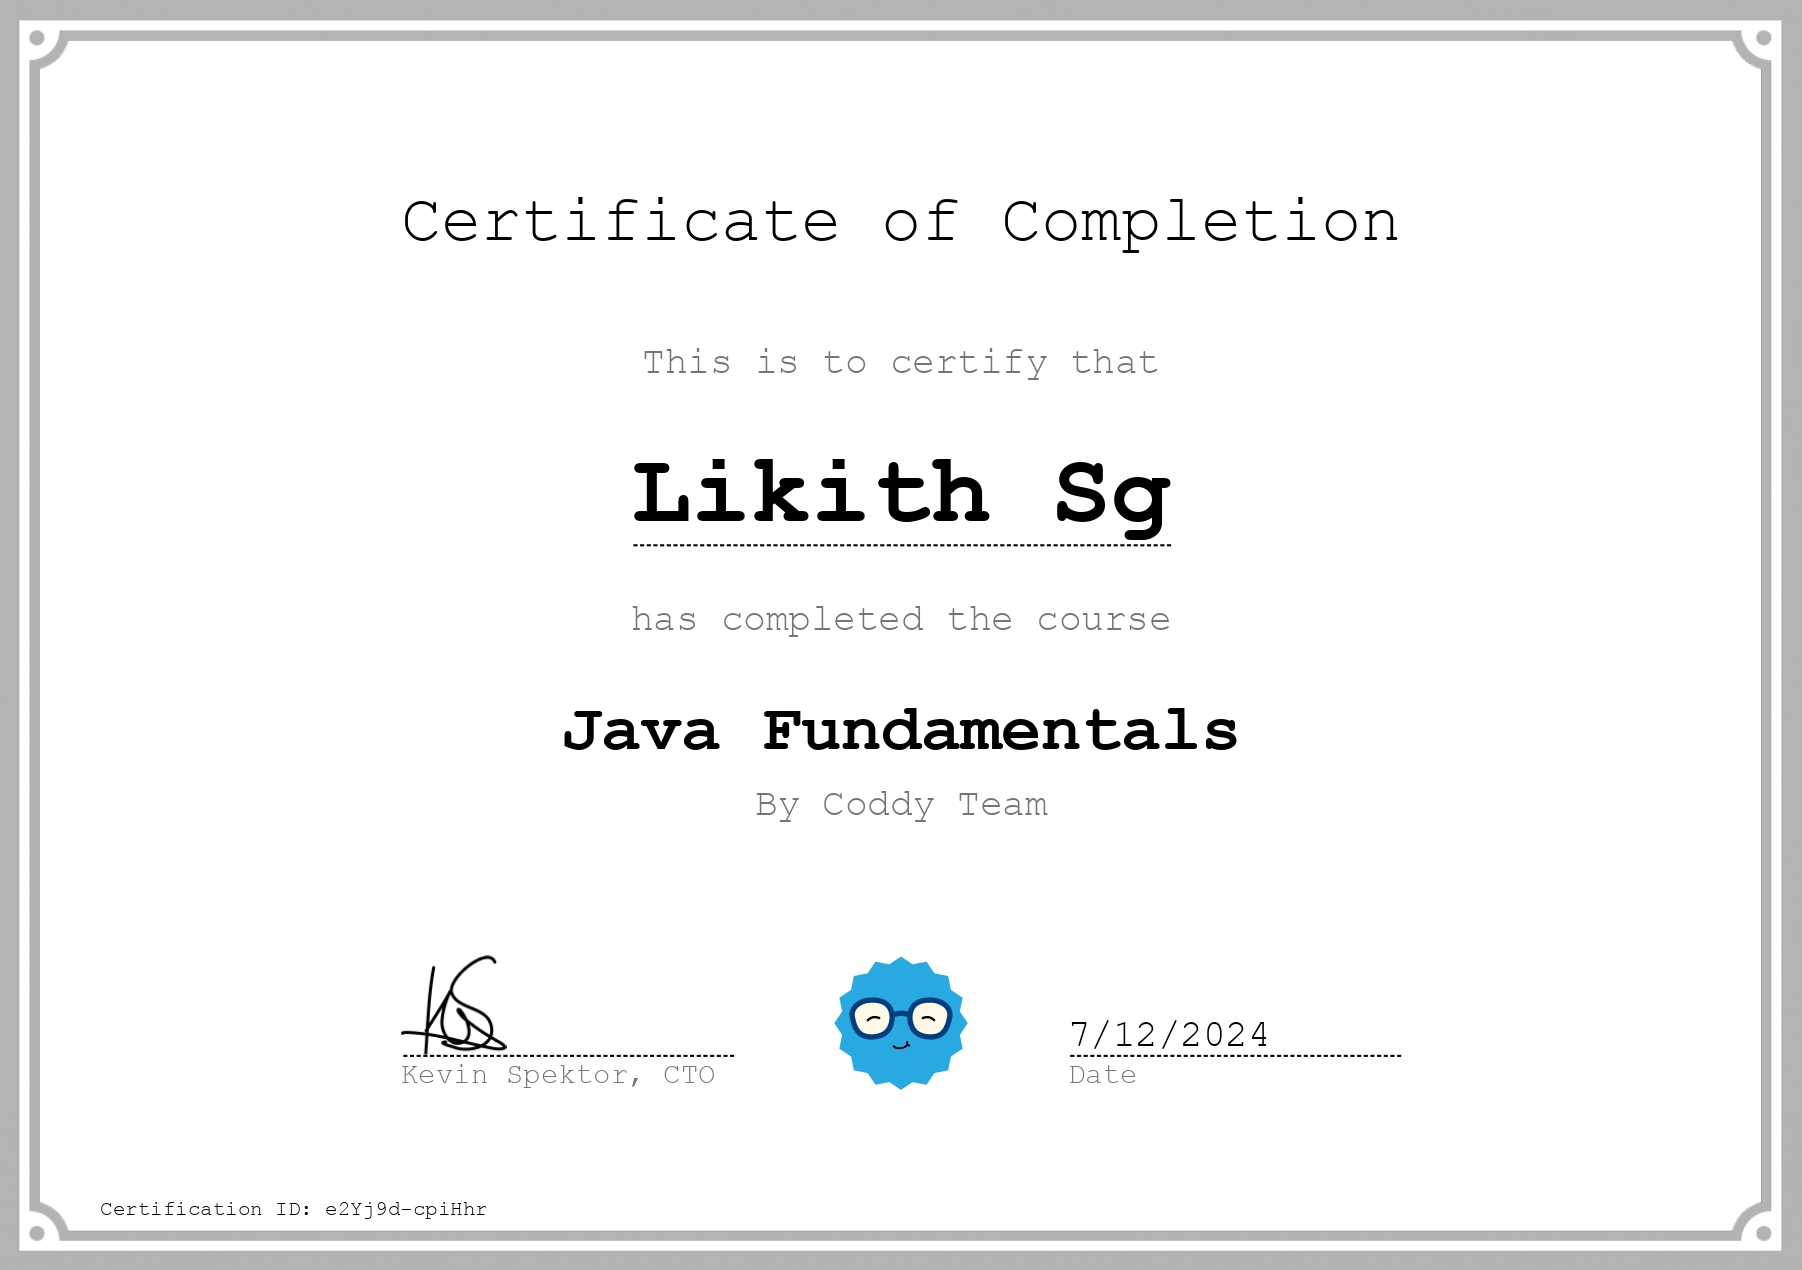 Certificate of Completion
This is to certify that
Likith Sg
has completed the course
Java Fundamentals
By Coddy Team
7/12/2024
Kevin Spektor, CTO
Date
Certification ID: e2Yj9d-cpiHhr